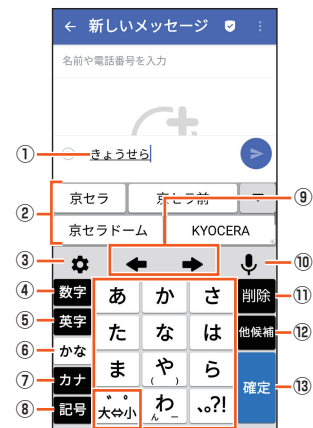 ← 新しいメッセージ
名前や電話番号を入力
① きょうせら
② 京セラ 京セラ前
京セラドーム KYOCERA
⑨
③ ⑩
④ 数字 あ か さ 削除 ⑪
⑤ 英字 た な は 他候補 ⑫
⑥ かな ま や ( ) ら
⑦ カナ 確定 ⑬
⑧ 記号 ゛゜大⇔小 わ ん ー 、。?!